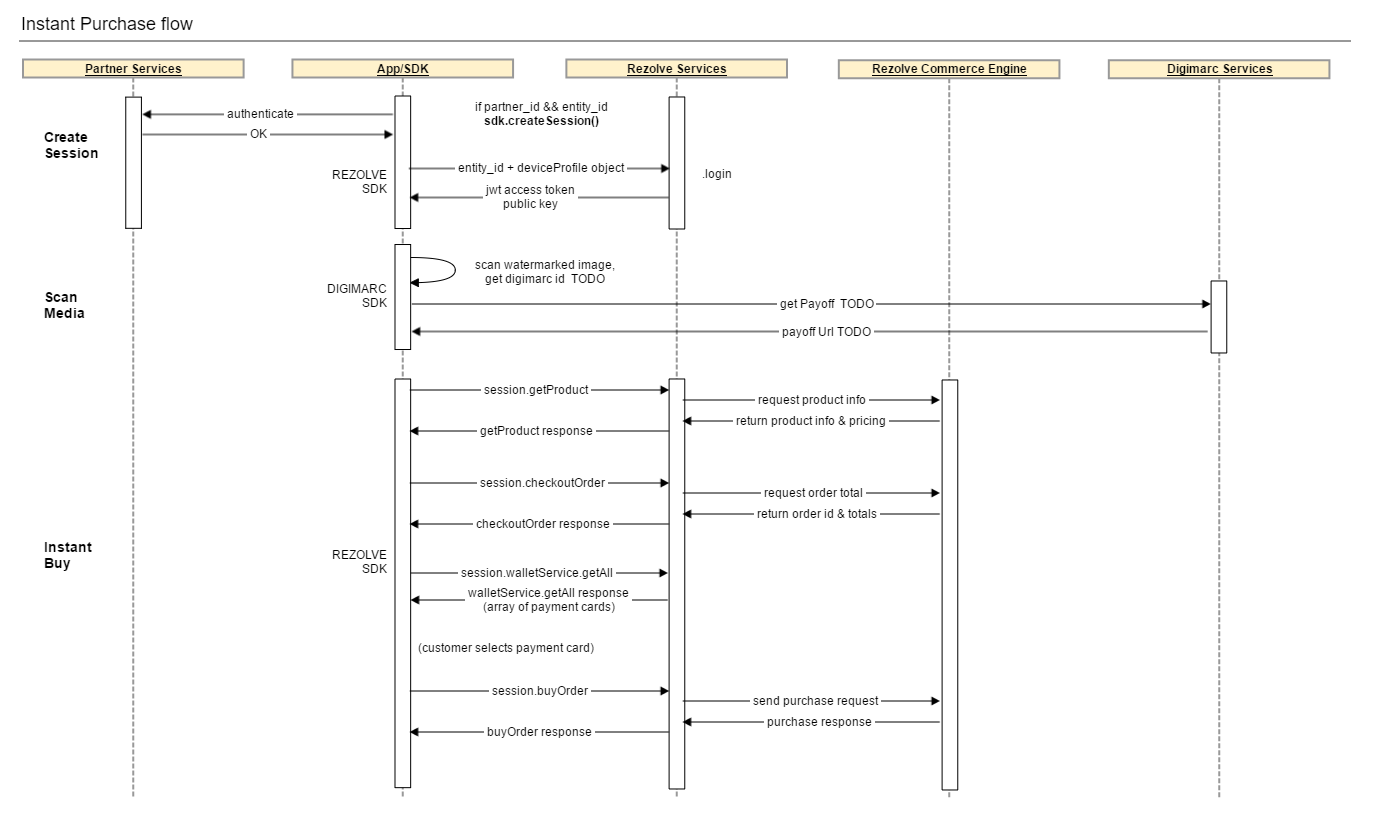 Instant Purchase flow
Partner Services
App/SDK
Rezolve Services
Rezolve Commerce Engine
Digimarc Services
Create
Session
authenticate
OK
if partner_id && entity_id
sdk.createSession()
REZOLVE
SDK
entity_id + deviceProfile object
.login
jwt access token
public key
Scan
Media
DIGIMARC
SDK
scan watermarked image,
get digimarc id  TODO
get Payoff  TODO
payoff Url TODO
Instant
Buy
REZOLVE
SDK
session.getProduct
request product info
return product info & pricing
getProduct response
session.checkoutOrder
request order total
return order id & totals
checkoutOrder response
session.walletService.getAll
walletService.getAll response
(array of payment cards)
(customer selects payment card)
session.buyOrder
send purchase request
purchase response
buyOrder response